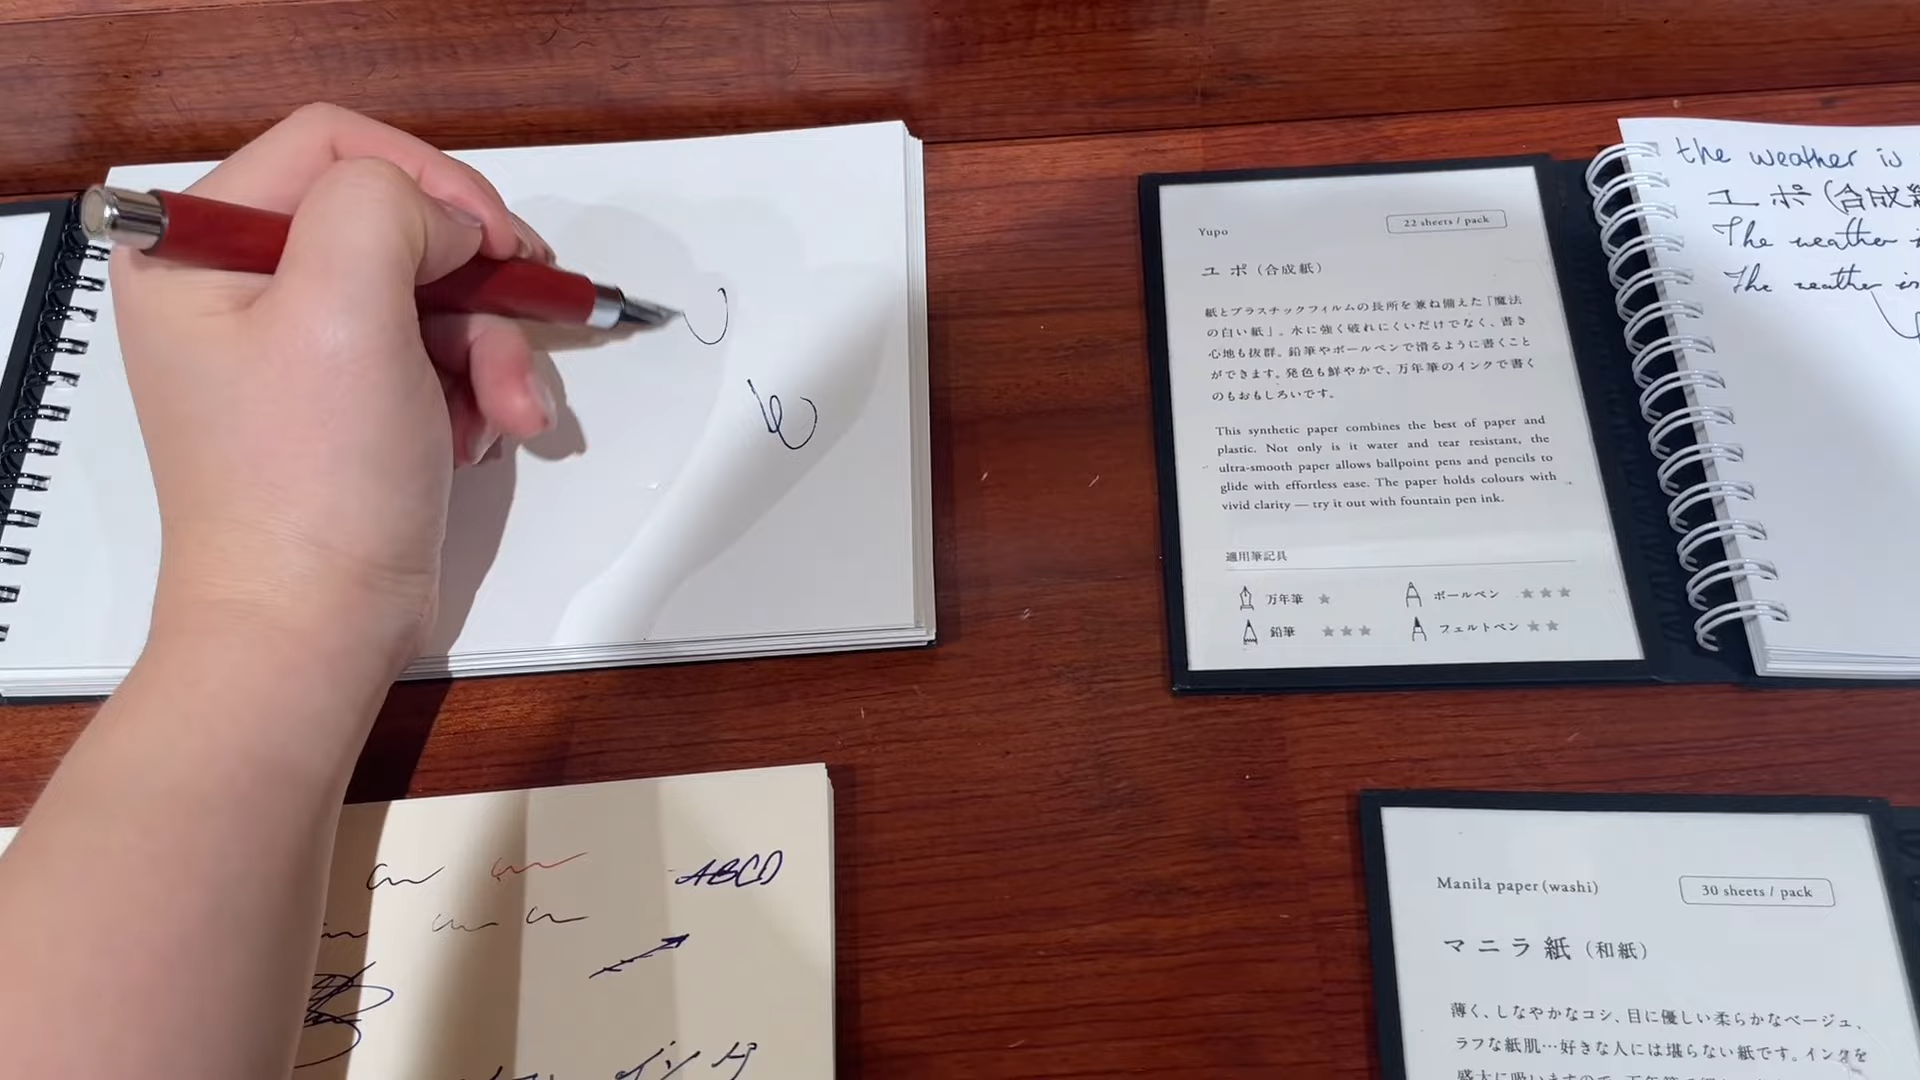 the weather is
ユポ(合成紙
The weather i
The weather is
Yupo
22 sheets / pack
ユポ（合成紙）
紙とプラスチックフィルムの長所を兼ね備えた「魔法
の白い紙」。水に強く破れにくいだけでなく、書き
心地も抜群。鉛筆やボールペンで滑るように書くこと
ができます。発色も鮮やかで、万年筆のインクで書く
のもおもしろいです。
This synthetic paper combines the best of paper and
plastic. Not only is it water and tear resistant, the
ultra-smooth paper allows ballpoint pens and pencils to
glide with effortless ease. The paper holds colours with
vivid clarity — try it out with fountain pen ink.
適用筆記具
万年筆 ★ ボールペン ★★★
鉛筆 ★★★ フェルトペン ★★
ABCD
インク
Manila paper (washi)
30 sheets / pack
マニラ紙（和紙）
薄く、しなやかなコシ、目に優しい柔らかなベージュ、
ラフな紙肌…好きな人には堪らない紙です。インクを